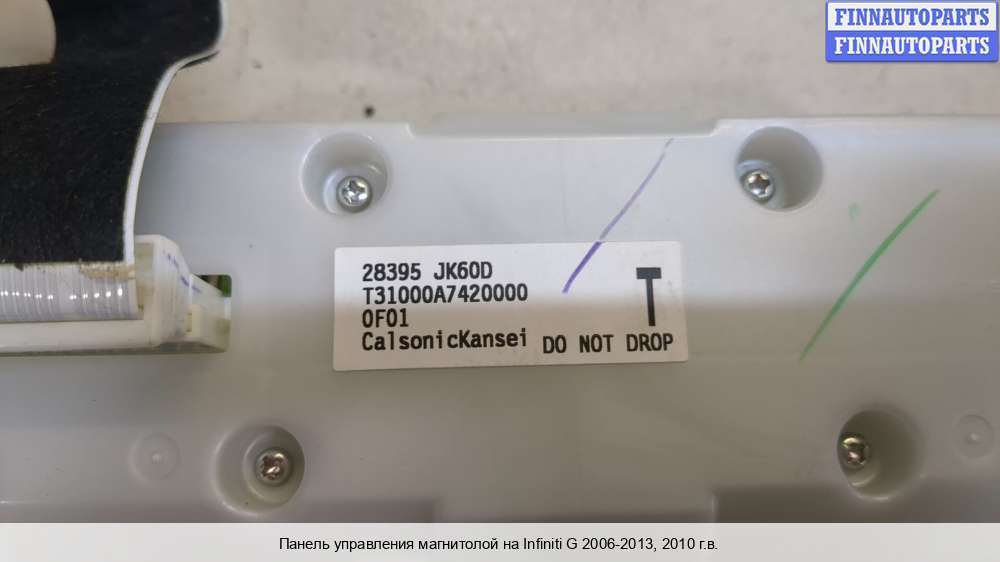 FINNAUTOPARTS
FINNAUTOPARTS
28395 JK60D
T31000A7420000
0F01
CalsonicKansei
DO NOT DROP
T
Панель управления магнитолой на Infiniti G 2006-2013, 2010 г.в.